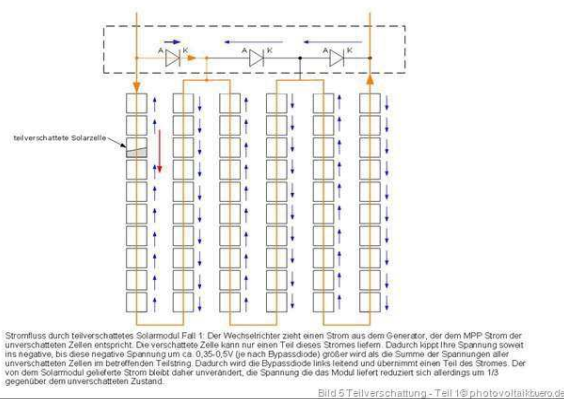 A K A K A K
teilverschattete Solarzelle
Stromfluss durch teilverschattetes Solarmodul Fall 1: Der Wechselrichter zieht einen Strom aus dem Generator, der dem MPP Strom der
unverschatteten Zellen entspricht. Die verschattete Zelle kann nur einen Teil dieses Stromes liefern. Dadurch kippt Ihre Spannung soweit
ins negative, bis diese negative Spannung um ca. 0,35-0,5V (je nach Bypassdiode) größer wird als die Summe der Spannungen aller
unverschatteten Zellen im betreffenden Teilstring. Dadurch wird die Bypassdiode links leitend und übernimmt einen Teil des Stromes. Der
von dem Solarmodul gelieferte Strom bleibt daher unverändert, die Spannung die das Modul liefert reduziert sich allerdings um 1/3
gegenüber dem unverschatteten Zustand.
Bild 5 Teilverschattung - Teil 1 © photovoltaikbuero.de